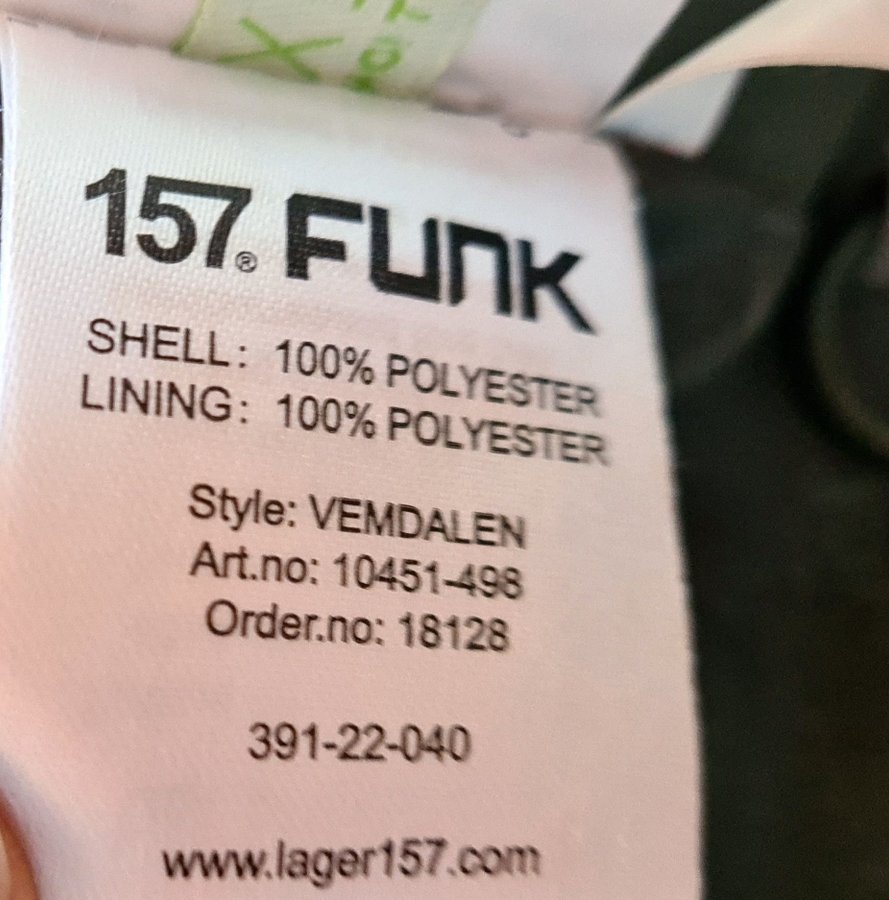 157® FUNK
SHELL: 100% POLYESTER
LINING: 100% POLYESTER
Style: VEMDALEN
Art.no: 10451-498
Order.no: 18128
391-22-040
www.lager157.com